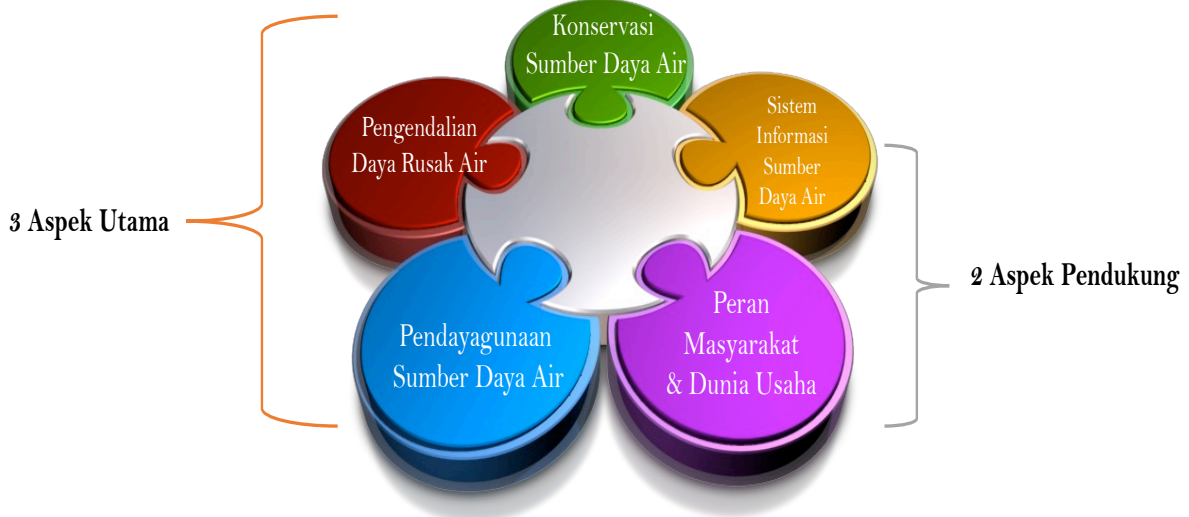 3 Aspek Utama
Konservasi
Sumber Daya Air
Pengendalian
Daya Rusak Air
Pendayagunaan
Sumber Daya Air
Sistem
Informasi
Sumber
Daya Air
Peran
Masyarakat
& Dunia Usaha
2 Aspek Pendukung